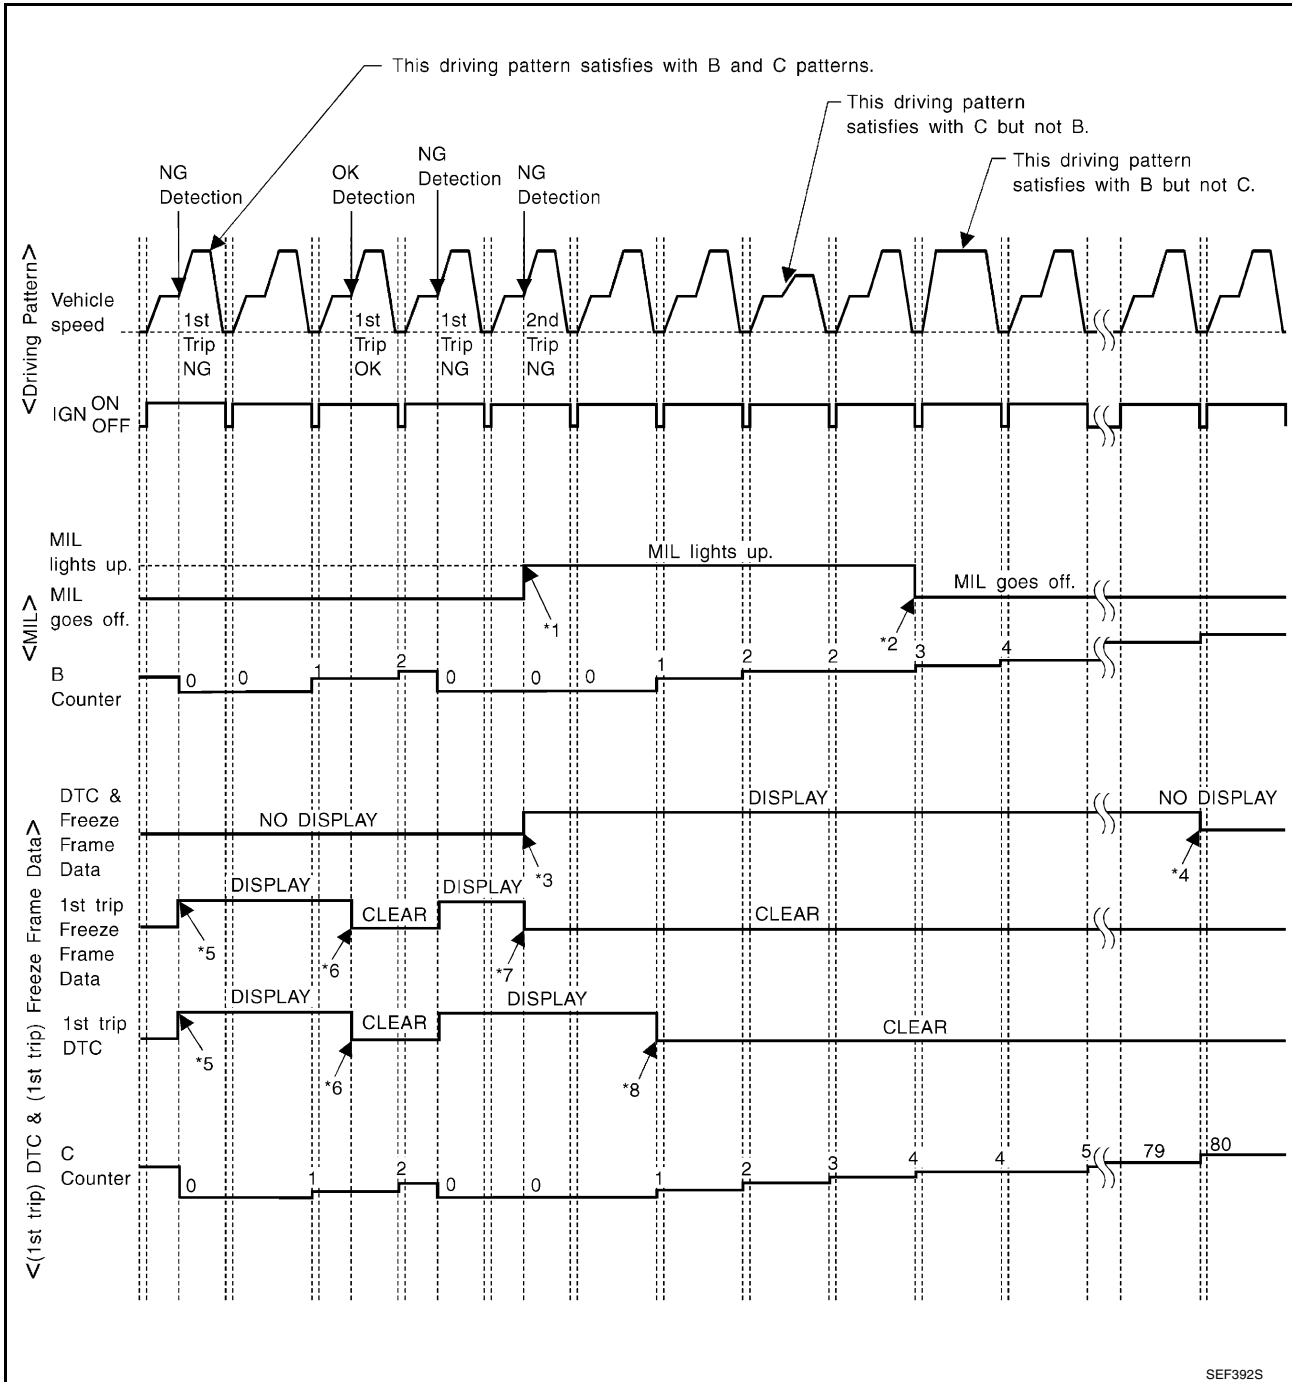 This driving pattern satisfies with B and C patterns.
This driving pattern
satisfies with C but not B.
This driving pattern
satisfies with B but not C.
NG
Detection
OK
Detection
NG
Detection
NG
Detection
<Driving Pattern>
Vehicle
speed
1st
Trip
NG
1st
Trip
OK
1st
Trip
NG
2nd
Trip
NG
IGN ON
OFF
<MIL>
MIL
lights up.
MIL lights up.
MIL
goes off.
MIL goes off.
*1
*2
B
Counter
0 0 1 2 0 0 0 1 2 2 3 4
<(1st trip) DTC & (1st trip) Freeze Frame Data>
DTC &
Freeze
Frame
Data
NO DISPLAY
DISPLAY
NO DISPLAY
*3
*4
1st trip
Freeze
Frame
Data
DISPLAY
CLEAR
DISPLAY
CLEAR
*5
*6
*7
1st trip
DTC
DISPLAY
CLEAR
DISPLAY
CLEAR
*5
*6
*8
C
Counter
0 1 2 0 0 1 2 3 4 4 5 79 80
SEF392S